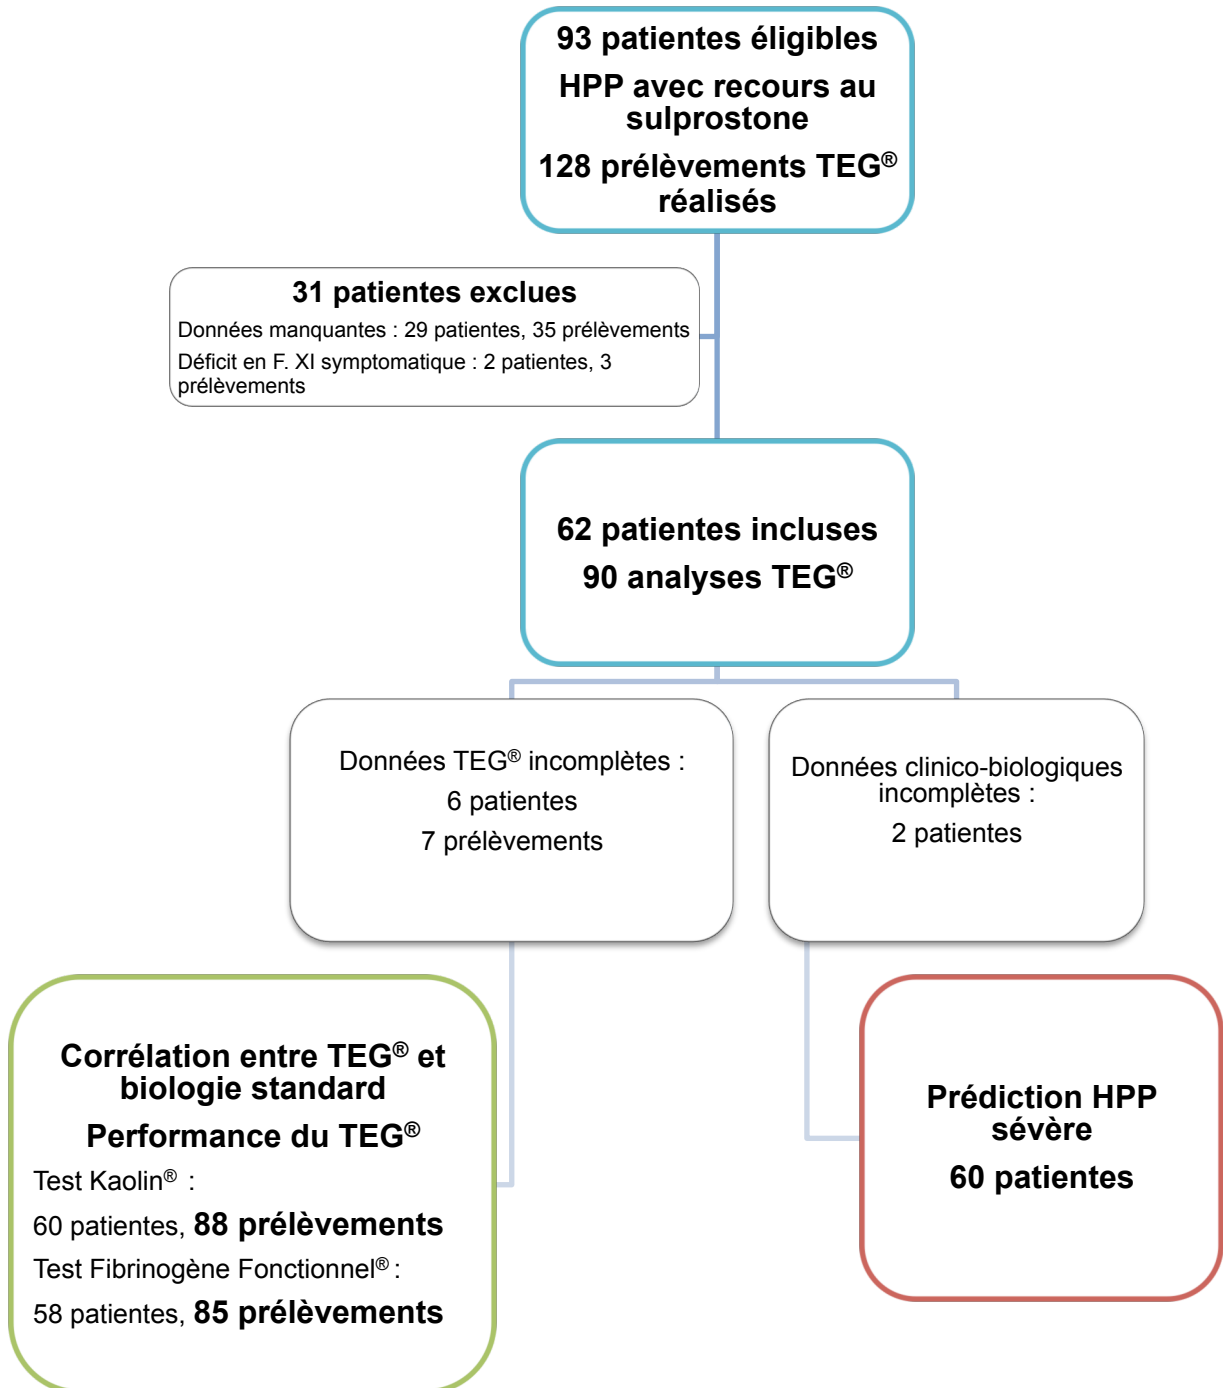 93 patientes éligibles
HPP avec recours au
sulprostone
128 prélèvements TEG®
réalisés
31 patientes exclues
Données manquantes : 29 patientes, 35 prélèvements
Déficit en F. XI symptomatique : 2 patientes, 3
prélèvements
62 patientes incluses
90 analyses TEG®
Données TEG® incomplètes :
6 patientes
7 prélèvements
Données clinico-biologiques
incomplètes :
2 patientes
Corrélation entre TEG® et
biologie standard
Performance du TEG®
Test Kaolin® :
60 patientes, 88 prélèvements
Test Fibrinogène Fonctionnel® :
58 patientes, 85 prélèvements
Prédiction HPP
sévère
60 patientes